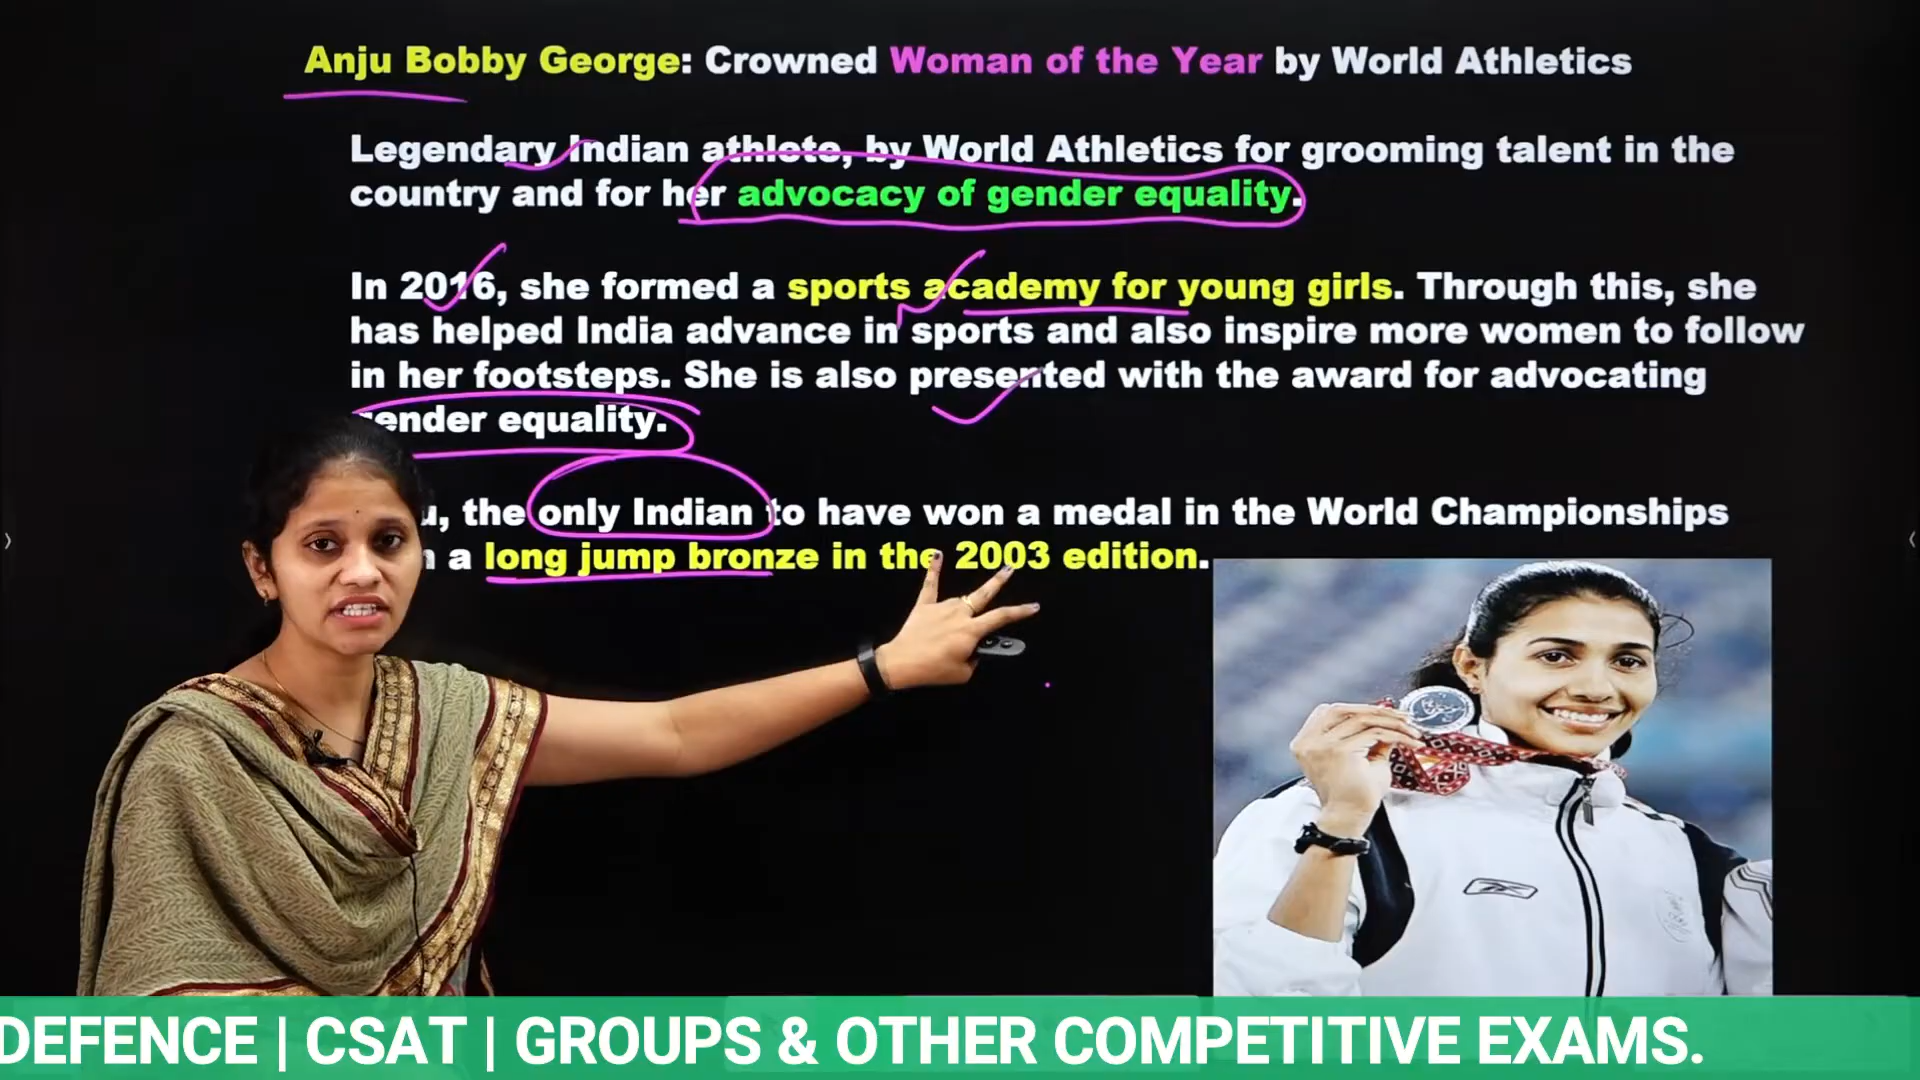 Anju Bobby George: Crowned Woman of the Year by World Athletics
Legendary Indian athlete, by World Athletics for grooming talent in the
country and for her advocacy of gender equality.
In 2016, she formed a sports academy for young girls. Through this, she
has helped India advance in sports and also inspire more women to follow
in her footsteps. She is also presented with the award for advocating
gender equality.
, the only Indian to have won a medal in the World Championships
a long jump bronze in the 2003 edition.
DEFENCE | CSAT | GROUPS & OTHER COMPETITIVE EXAMS.